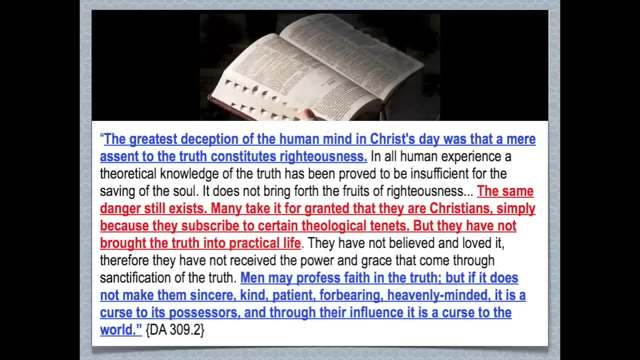 “The greatest deception of the human mind in Christ's day was that a mere
assent to the truth constitutes righteousness. In all human experience a
theoretical knowledge of the truth has been proved to be insufficient for the
saving of the soul. It does not bring forth the fruits of righteousness... The same
danger still exists. Many take it for granted that they are Christians, simply
because they subscribe to certain theological tenets. But they have not
brought the truth into practical life. They have not believed and loved it,
therefore they have not received the power and grace that come through
sanctification of the truth. Men may profess faith in the truth; but if it does
not make them sincere, kind, patient, forbearing, heavenly-minded, it is a
curse to its possessors, and through their influence it is a curse to the
world.” {DA 309.2}